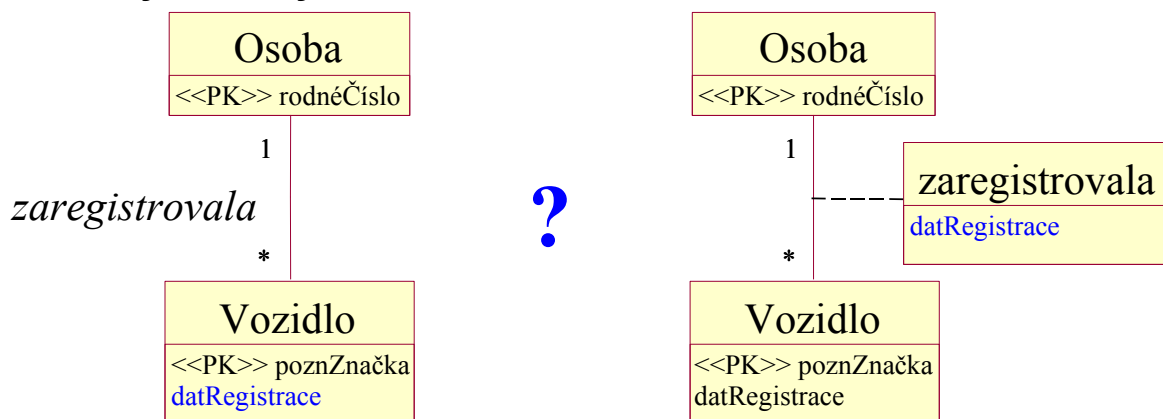 Osoba
<<PK>> rodnéČíslo
1
zaregistrovala
*
Vozidlo
<<PK>> poznZnačka
datRegistrace
?
Osoba
<<PK>> rodnéČíslo
1
zaregistrovala
datRegistrace
*
Vozidlo
<<PK>> poznZnačka
datRegistrace